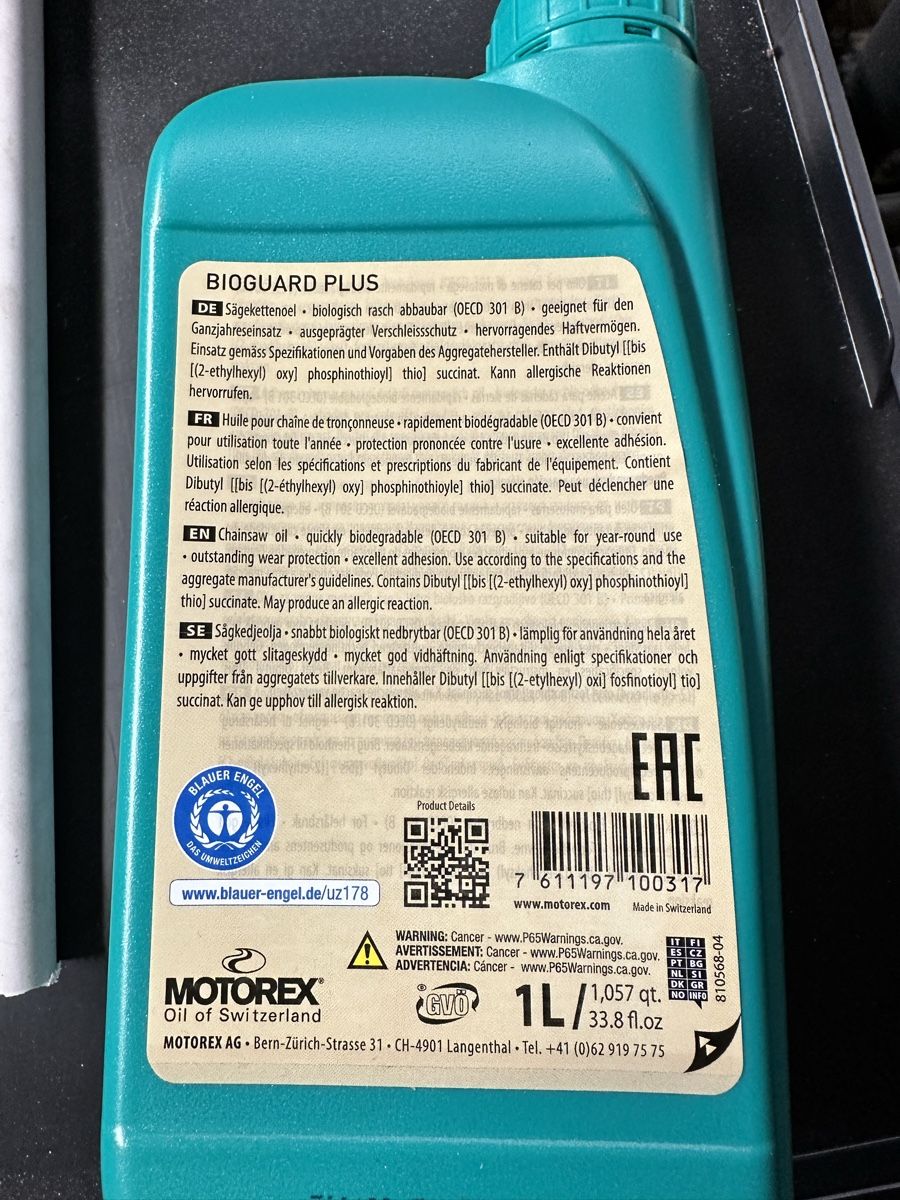 BIOGUARD PLUS
DE Sägekettenoel • biologisch rasch abbaubar (OECD 301 B) • geeignet für den
Ganzjahreseinsatz • ausgeprägter Verschleissschutz • hervorragendes Haftvermögen.
Einsatz gemäss Spezifikationen und Vorgaben des Aggregatehersteller. Enthält Dibutyl [[bis
[(2-ethylhexyl) oxy] phosphinothioyl] thio] succinat. Kann allergische Reaktionen
hervorrufen.
FR Huile pour chaîne de tronçonneuse • rapidement biodégradable (OECD 301 B) • convient
pour utilisation toute l'année • protection prononcée contre l'usure • excellente adhésion.
Utilisation selon les spécifications et prescriptions du fabricant de l'équipement. Contient
Dibutyl [[bis [(2-éthylhexyl) oxy] phosphinothioyle] thio] succinate. Peut déclencher une
réaction allergique.
EN Chainsaw oil • quickly biodegradable (OECD 301 B) • suitable for year-round use
• outstanding wear protection • excellent adhesion. Use according to the specifications and the
aggregate manufacturer's guidelines. Contains Dibutyl [[bis [(2-ethylhexyl) oxy] phosphinothioyl]
thio] succinate. May produce an allergic reaction.
SE Sågkedjeolja • snabbt biologiskt nedbrytbar (OECD 301 B) • lämplig för användning hela året
• mycket gott slitageskydd • mycket god vidhäftning. Användning enligt specifikationer och
uppgifter från aggregatets tillverkare. Innehåller Dibutyl [[bis [(2-etylhexyl) oxi] fosfinotioyl] tio]
succinat. Kan ge upphov till allergisk reaktion.
EAC
BLAUER ENGEL
DAS UMWELTZEICHEN
www.blauer-engel.de/uz178
Product Details
7 611197 100317
www.motorex.com Made in Switzerland
WARNING: Cancer - www.P65Warnings.ca.gov.
AVERTISSEMENT: Cancer - www.P65Warnings.ca.gov.
ADVERTENCIA: Cáncer - www.P65Warnings.ca.gov.
IT FI
ES CZ
PT BG
NL SI
DK GR
NO INFO
810568-04
MOTOREX®
Oil of Switzerland
® GVÖ
1L / 1,057 qt.
33.8 fl.oz
MOTOREX AG • Bern-Zürich-Strasse 31 • CH-4901 Langenthal • Tel. +41 (0)62 919 75 75